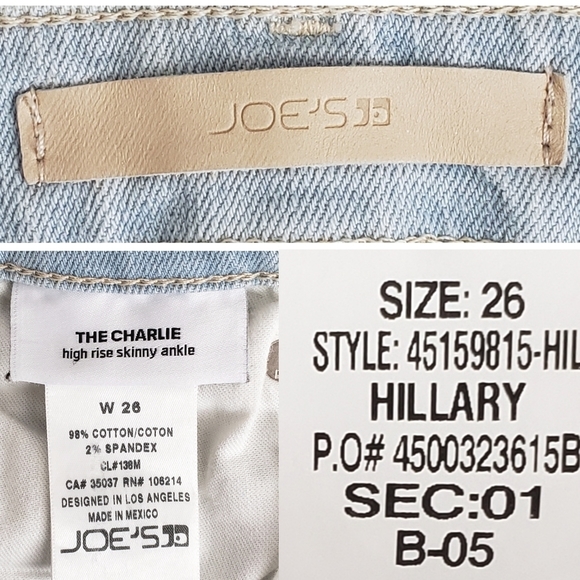 JOE'S
THE CHARLIE
high rise skinny ankle
W 26
98% COTTON/COTON
2% SPANDEX
CL#138M
CA# 35037 RN# 106214
DESIGNED IN LOS ANGELES
MADE IN MEXICO
JOE'S
SIZE: 26
STYLE: 45159815-HIL
HILLARY
P.O# 4500323615B
SEC:01
B-05